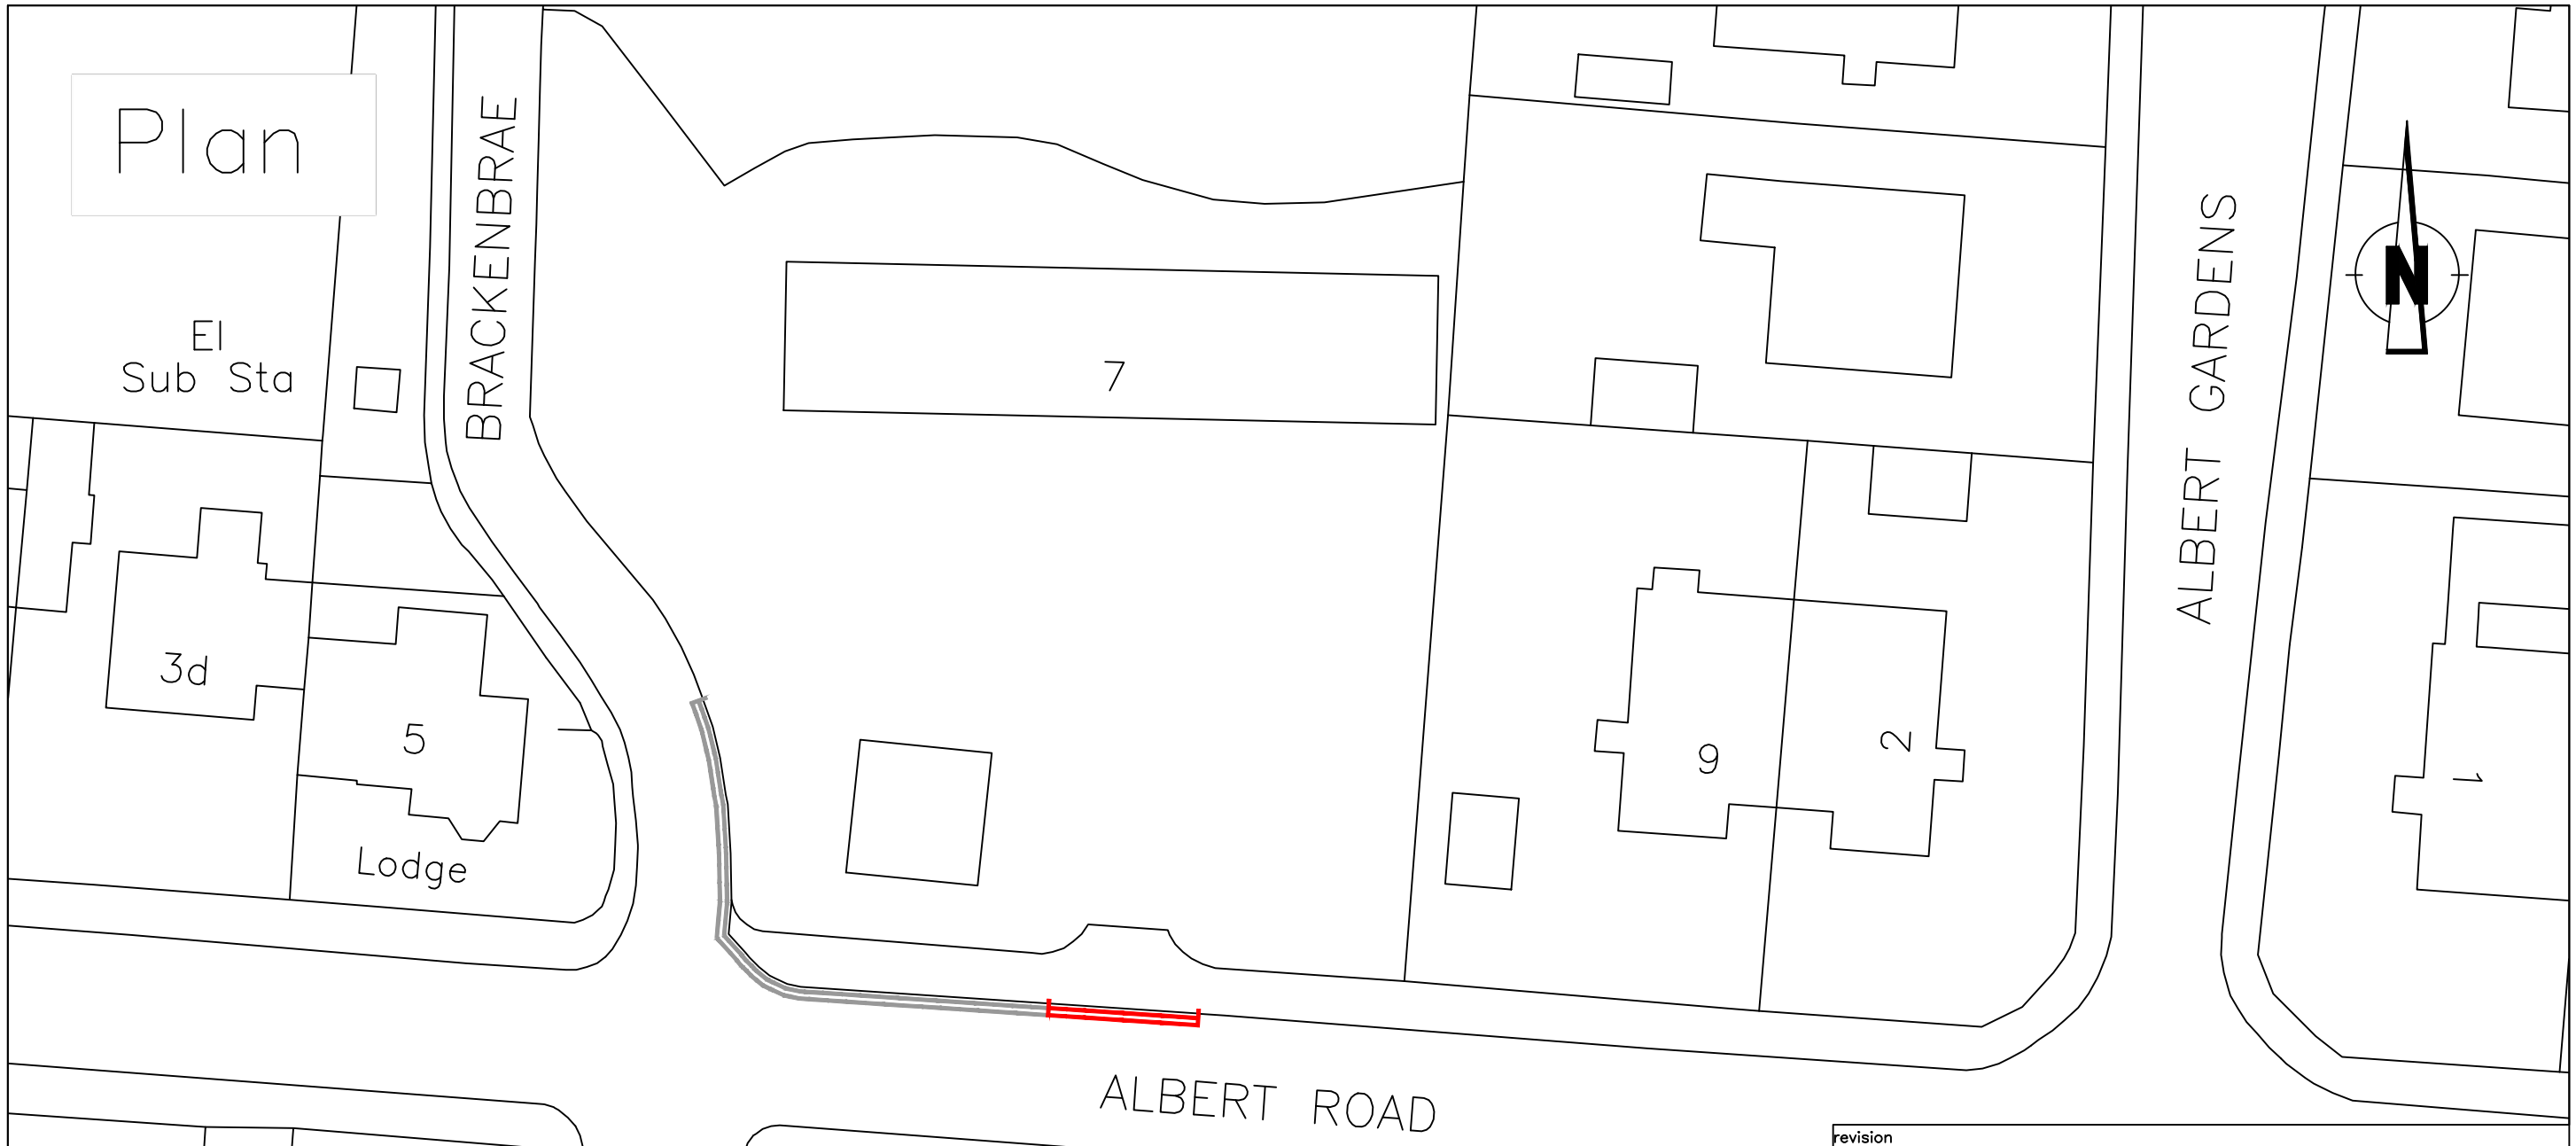 Plan
BRACKENBRAE
El
Sub Sta
7
ALBERT GARDENS
N
3d
5
Lodge
9
2
1
ALBERT ROAD
revision